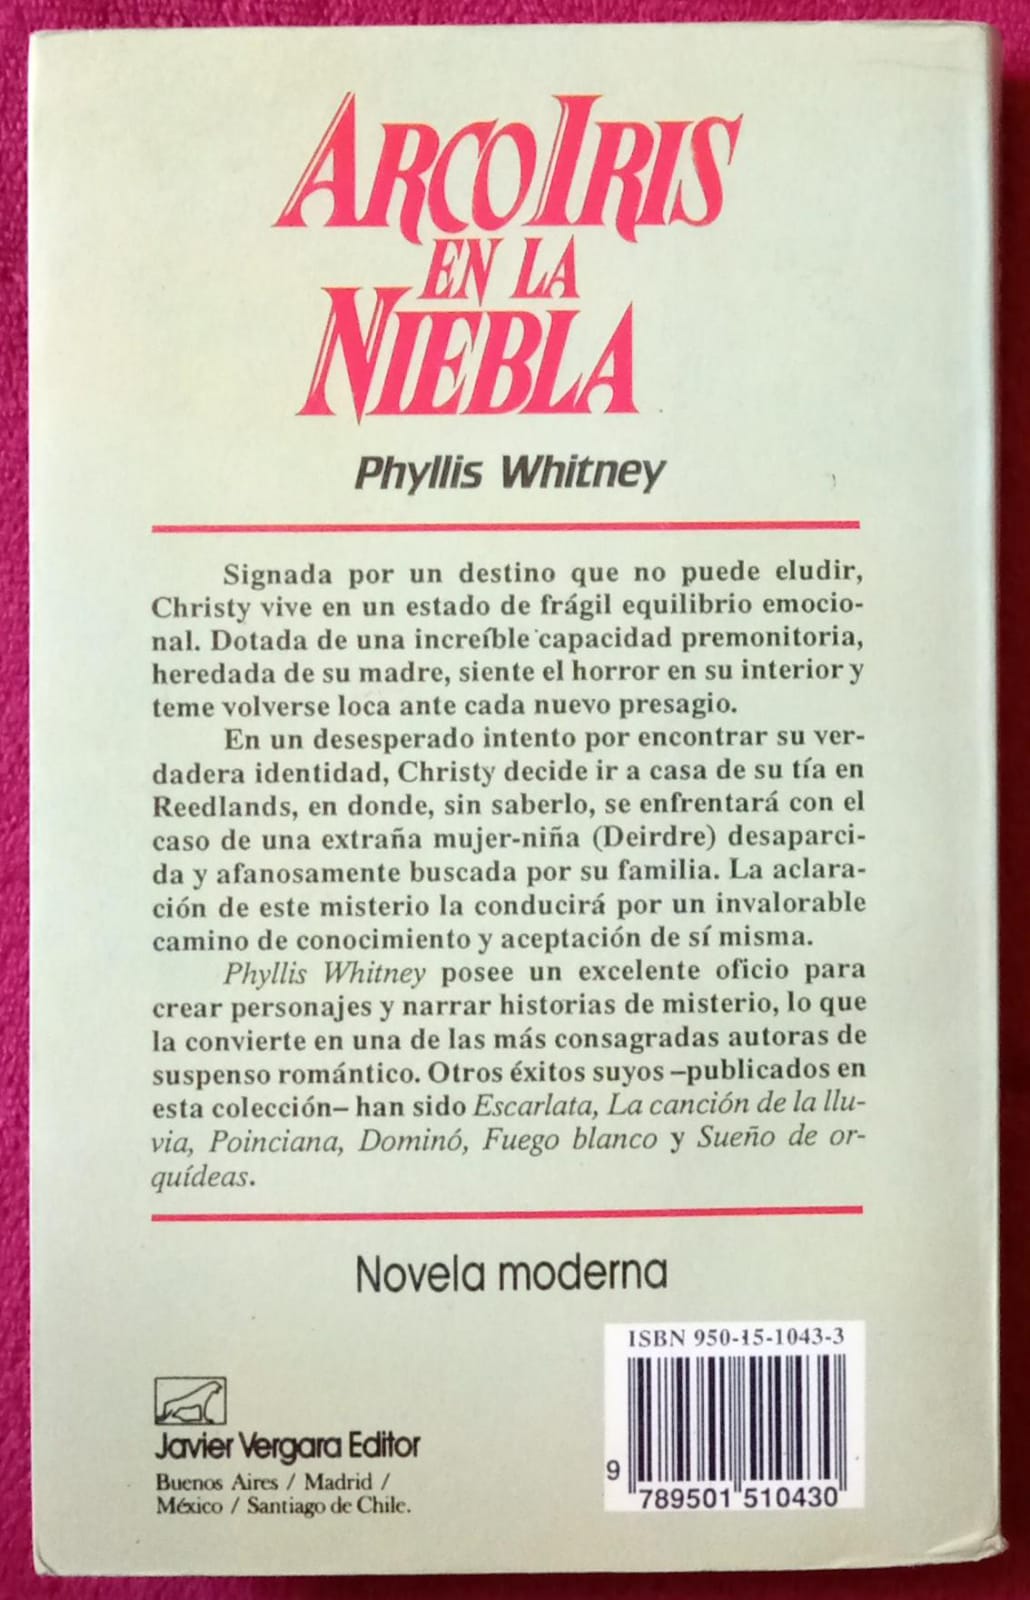 ARCO IRIS
EN LA
NIEBLA
Phyllis Whitney
Signada por un destino que no puede eludir,
Christy vive en un estado de frágil equilibrio emocio-
nal. Dotada de una increíble capacidad premonitoria,
heredada de su madre, siente el horror en su interior y
teme volverse loca ante cada nuevo presagio.
En un desesperado intento por encontrar su ver-
dadera identidad, Christy decide ir a casa de su tía en
Reedlands, en donde, sin saberlo, se enfrentará con el
caso de una extraña mujer-niña (Deirdre) desaparci-
da y afanosamente buscada por su familia. La aclara-
ción de este misterio la conducirá por un invalorable
camino de conocimiento y aceptación de sí misma.
Phyllis Whitney posee un excelente oficio para
crear personajes y narrar historias de misterio, lo que
la convierte en una de las más consagradas autoras de
suspenso romántico. Otros éxitos suyos –publicados en
esta colección– han sido Escarlata, La canción de la llu-
via, Poinciana, Dominó, Fuego blanco y Sueño de or-
quídeas.
Novela moderna
ISBN 950-15-1043-3
9 789501 510430
Javier Vergara Editor
Buenos Aires / Madrid /
México / Santiago de Chile.